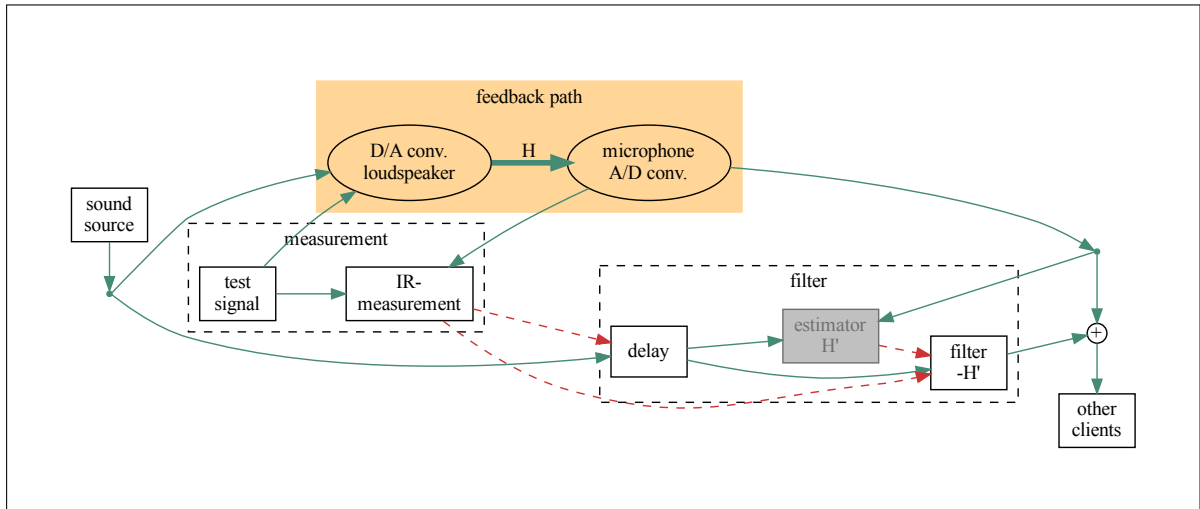 feedback path
D/A conv.
loudspeaker
H
microphone
A/D conv.
sound
source
measurement
test
signal
IR-
measurement
filter
delay
estimator
H'
filter
-H'
+
other
clients